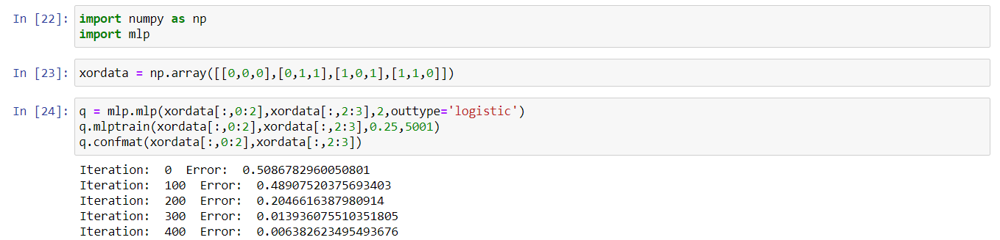 In [22]: import numpy as np
import mlp
In [23]: xordata = np.array([[0,0,0],[0,1,1],[1,0,1],[1,1,0]])
In [24]: q = mlp.mlp(xordata[:,0:2],xordata[:,2:3],2,outtype='logistic')
q.mlptrain(xordata[:,0:2],xordata[:,2:3],0.25,5001)
q.confmat(xordata[:,0:2],xordata[:,2:3])
Iteration:  0  Error:  0.5086782960050801
Iteration:  100  Error:  0.48907520375693403
Iteration:  200  Error:  0.2046616387980914
Iteration:  300  Error:  0.013936075510351805
Iteration:  400  Error:  0.006382623495493676